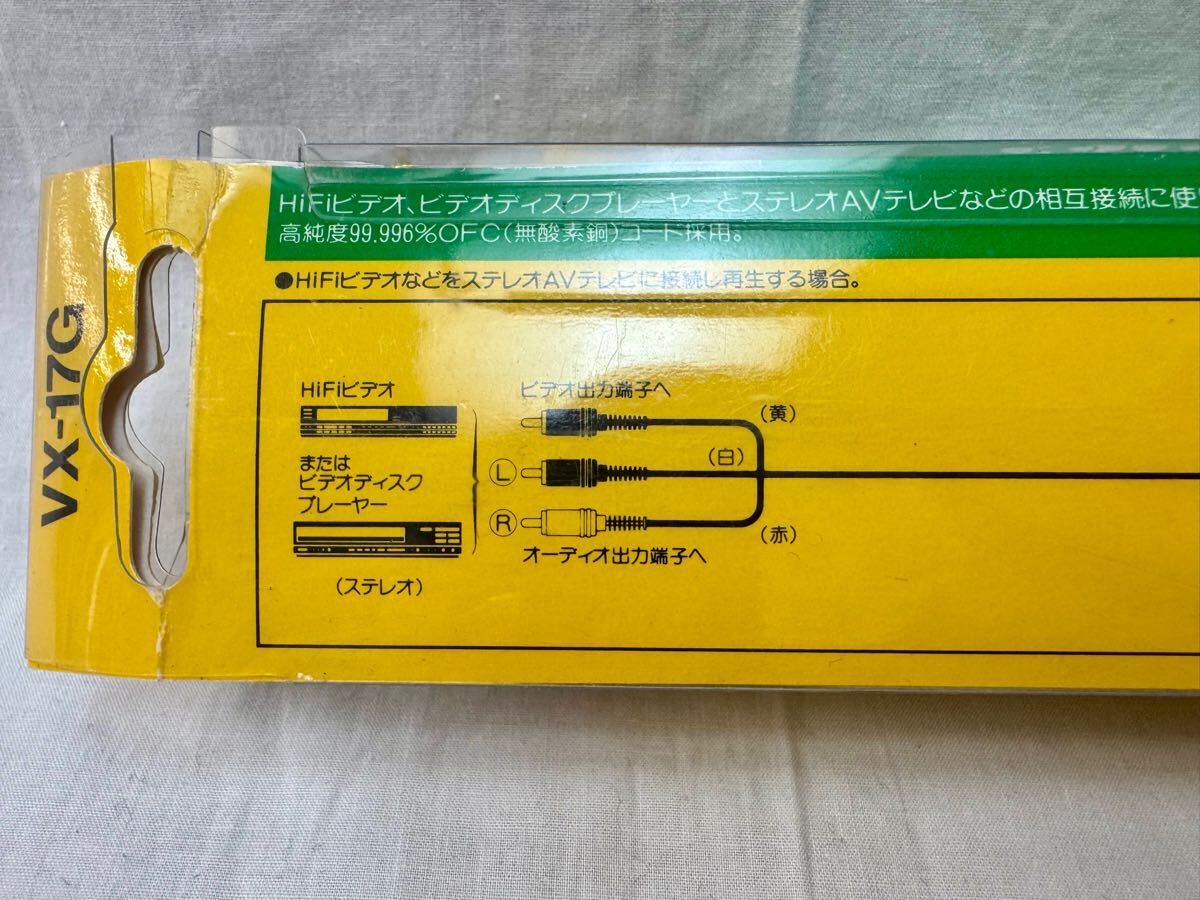 VX-17G
HiFiビデオ、ビデオディスクプレーヤーとステレオAVテレビなどの相互接続に使
高純度99.996%OFC(無酸素銅)コード採用。
●HiFiビデオなどをステレオAVテレビに接続し再生する場合。
HiFiビデオ
または
ビデオディスク
プレーヤー
(ステレオ)
ビデオ出力端子へ
(黄)
(白)
L
R
(赤)
オーディオ出力端子へ